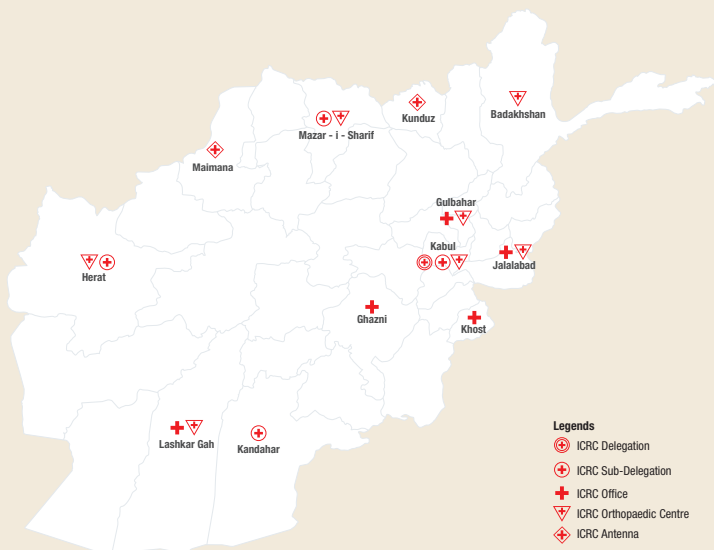 Badakhshan
Kunduz
Mazar - i - Sharif
Maimana
Gulbahar
Kabul
Jalalabad
Herat
Ghazni
Khost
Lashkar Gah
Kandahar
Legends
ICRC Delegation
ICRC Sub-Delegation
ICRC Office
ICRC Orthopaedic Centre
ICRC Antenna